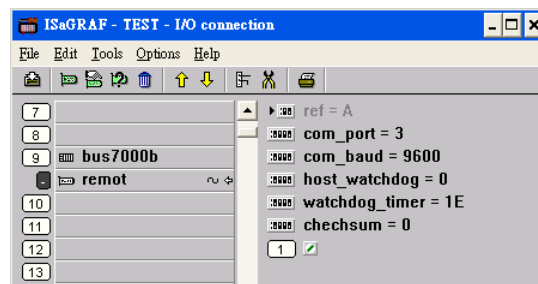 ISaGRAF - TEST - I/O connection
File Edit Tools Options Help
7
8
9 bus7000b
remot
10
11
12
13
ref = A
com_port = 3
com_baud = 9600
host_watchdog = 0
watchdog_timer = 1E
chechsum = 0
1